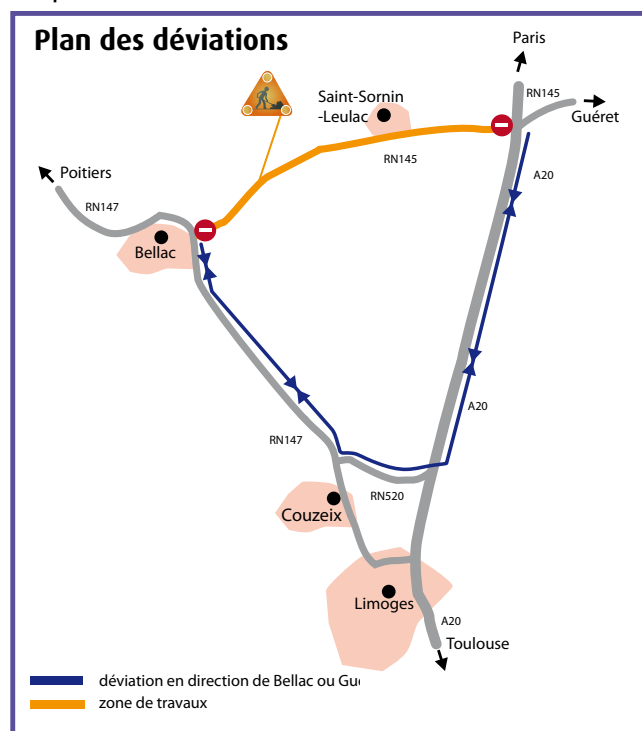 Plan des déviations
Paris
RN145
Guéret
Saint-Sornin
-Leulac
RN145
A20
Poitiers
RN147
Bellac
A20
RN147
RN520
Couzeix
Limoges
A20
Toulouse
déviation en direction de Bellac ou Gu
zone de travaux